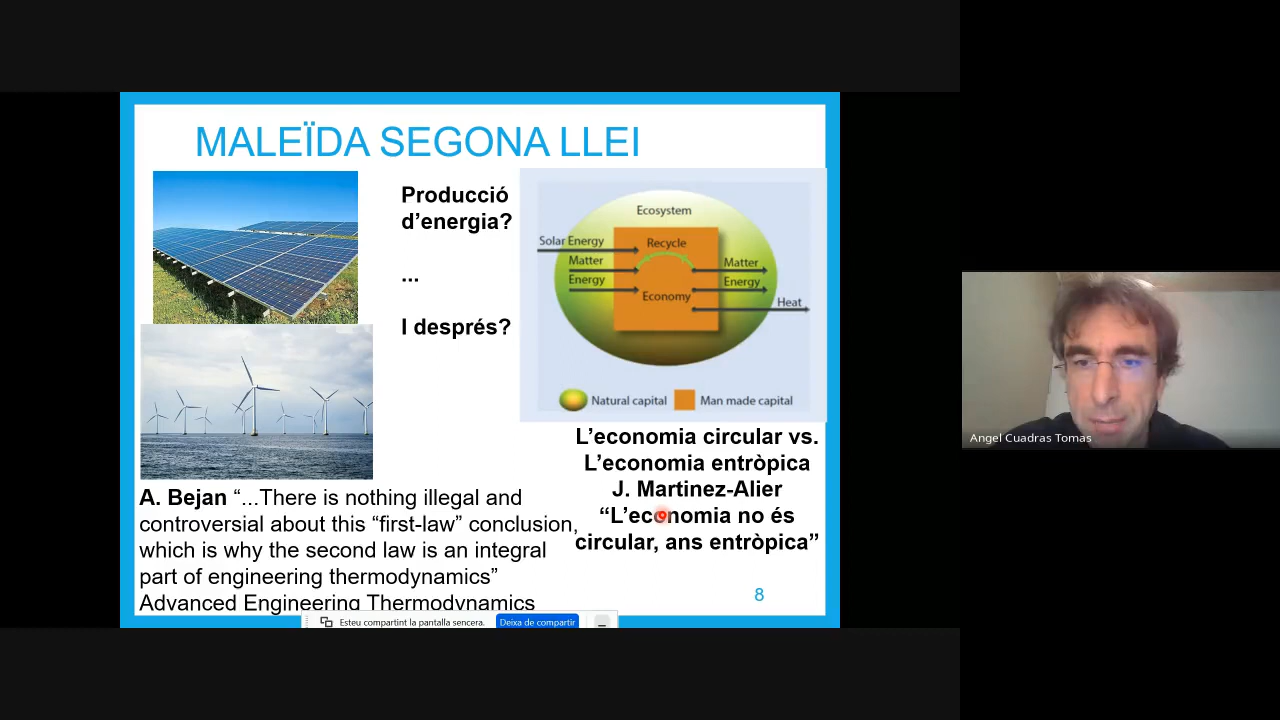 MALEÏDA SEGONA LLEI
Producció
d’energia?
...
I després?
Ecosystem
Solar Energy
Recycle
Matter
Matter
Energy
Energy
Economy
Heat
Natural capital
Man made capital
L’economia circular vs.
L’economia entròpica
J. Martinez-Alier
“L’economia no és
circular, ans entròpica”
A. Bejan “...There is nothing illegal and
controversial about this “first-law” conclusion,
which is why the second law is an integral
part of engineering thermodynamics”
Advanced Engineering Thermodynamics
8
Esteu compartint la pantalla sencera.
Deixa de compartir
Angel Cuadras Tomas